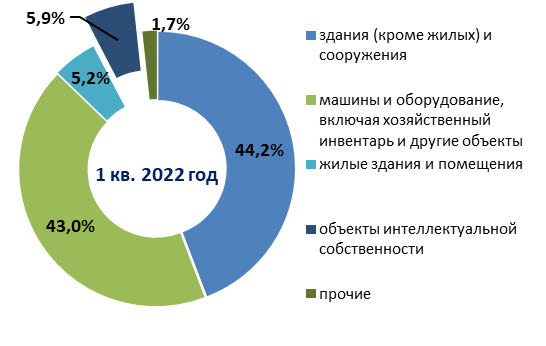 5,9%
1,7%
5,2%
44,2%
43,0%
1 кв. 2022 год
здания (кроме жилых) и
сооружения
машины и оборудование,
включая хозяйственный
инвентарь и другие объекты
жилые здания и помещения
объекты интеллектуальной
собственности
прочие